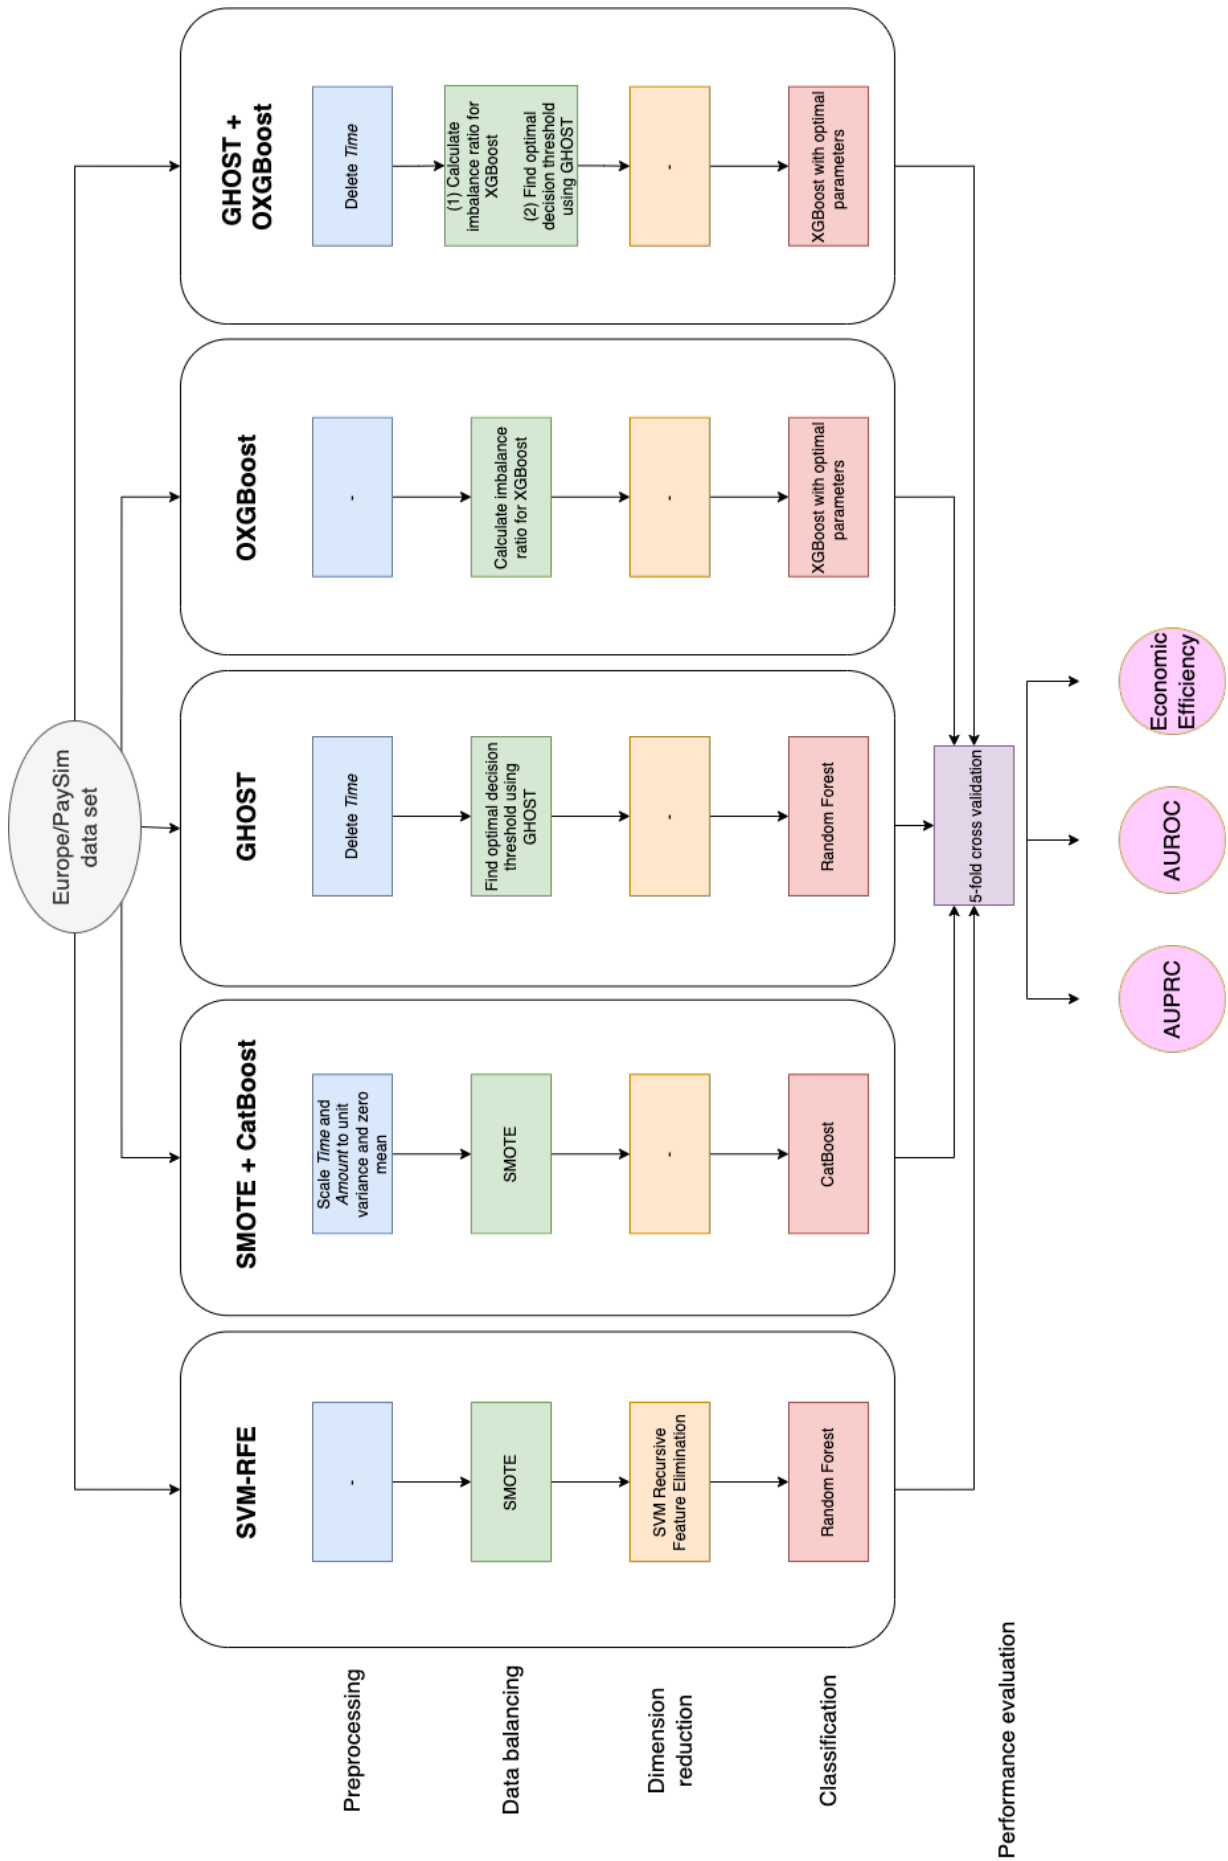 Europe/PaySim
data set
SVM-RFE
SMOTE + CatBoost
GHOST
OXGBoost
GHOST +
OXGBoost
Preprocessing
-
Scale Time and
Amount to unit
variance and zero
mean
Delete Time
-
Delete Time
Data balancing
SMOTE
SMOTE
Find optimal decision
threshold using
GHOST
Calculate imbalance
ratio for XGBoost
(1) Calculate
imbalance ratio for
XGBoost
(2) Find optimal
decision threshold
using GHOST
Dimension
reduction
SVM Recursive
Feature Elimination
-
-
-
-
Classification
Random Forest
CatBoost
Random Forest
XGBoost with optimal
parameters
XGBoost with optimal
parameters
Performance evaluation
5-fold cross validation
AUPRC
AUROC
Economic
Efficiency